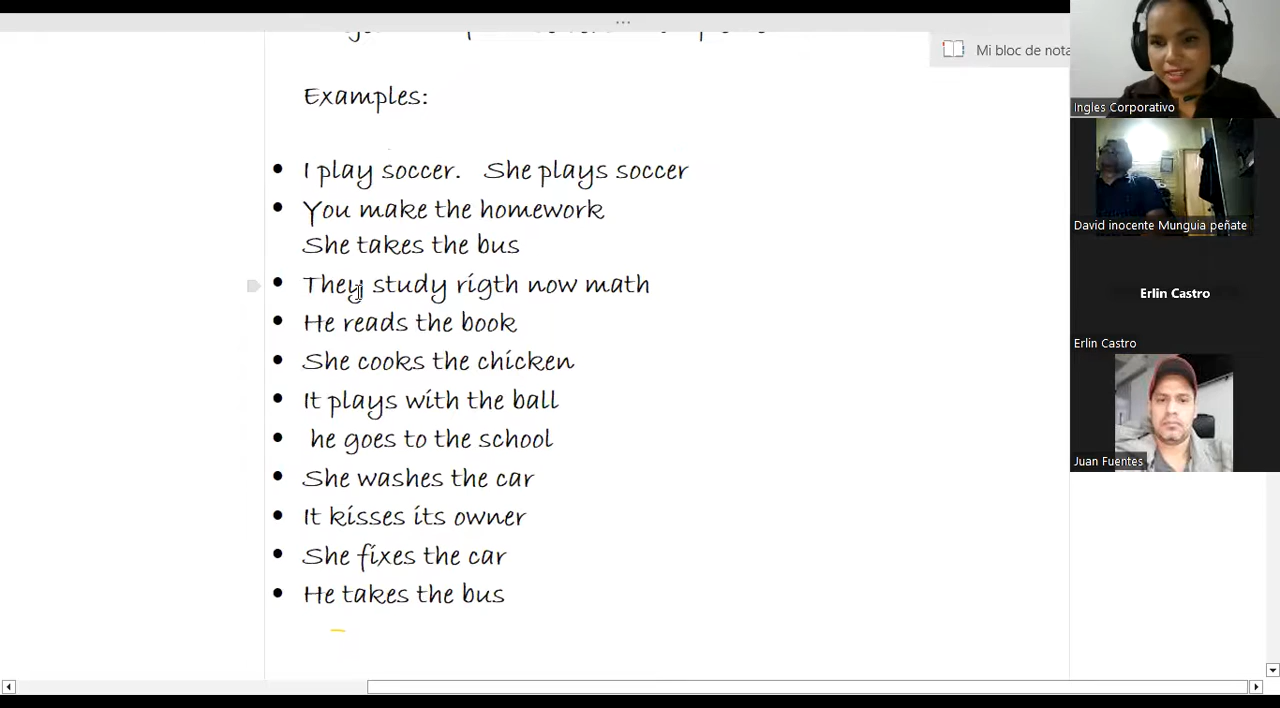 ...
Mi bloc de nota
Examples:
• I play soccer. She plays soccer
• You make the homework
She takes the bus
• They study rigth now math
• He reads the book
• She cooks the chicken
• It plays with the ball
• he goes to the school
• She washes the car
• It kisses its owner
• She fixes the car
• He takes the bus
Ingles Corporativo
David inocente Munguia peñate
Erlin Castro
Erlin Castro
Juan Fuentes